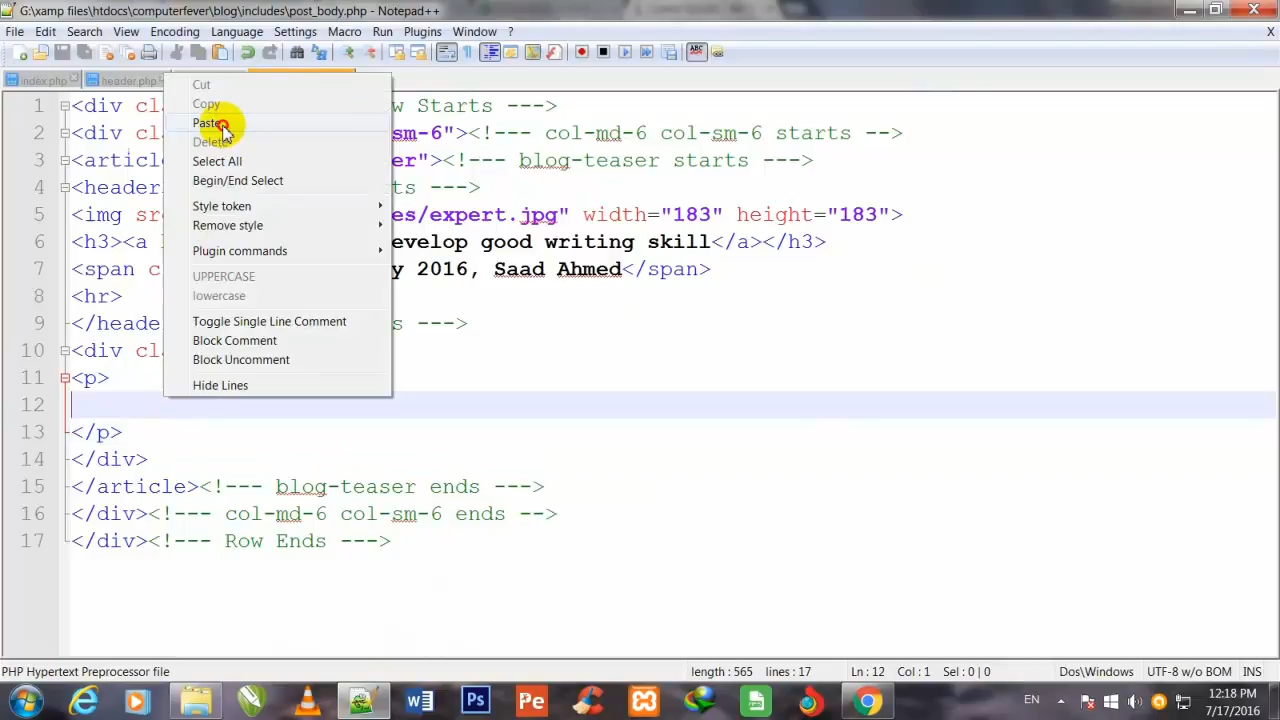 G:\xamp files\htdocs\computerfever\blog\includes\post_body.php - Notepad++
File Edit Search View Encoding Language Settings Macro Run Plugins Window ? X
index.php header.php
Cut
Copy
Paste
Delete
Select All
Begin/End Select
Style token
Remove style
Plugin commands
UPPERCASE
lowercase
Toggle Single Line Comment
Block Comment
Block Uncomment
Hide Lines
1 <div cl w Starts --->
2 <div clas sm-6"><!--- col-md-6 col-sm-6 starts -->
3 <articl er"><!--- blog-teaser starts --->
4 <header ts --->
5 <img sr es/expert.jpg" width="183" height="183">
6 <h3><a h evelop good writing skill</a></h3>
7 <span c y 2016, Saad Ahmed</span>
8 <hr>
9 </heade s --->
10 <div cl
11 <p>
12
13 </p>
14 </div>
15 </article><!--- blog-teaser ends --->
16 </div><!--- col-md-6 col-sm-6 ends -->
17 </div><!--- Row Ends --->
PHP Hypertext Preprocessor file length : 565 lines : 17 Ln : 12 Col : 1 Sel : 0 | 0 Dos\Windows UTF-8 w/o BOM INS
EN 12:18 PM
7/17/2016